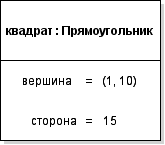 квадрат : Прямоугольник
вершина = (1, 10)
сторона = 15